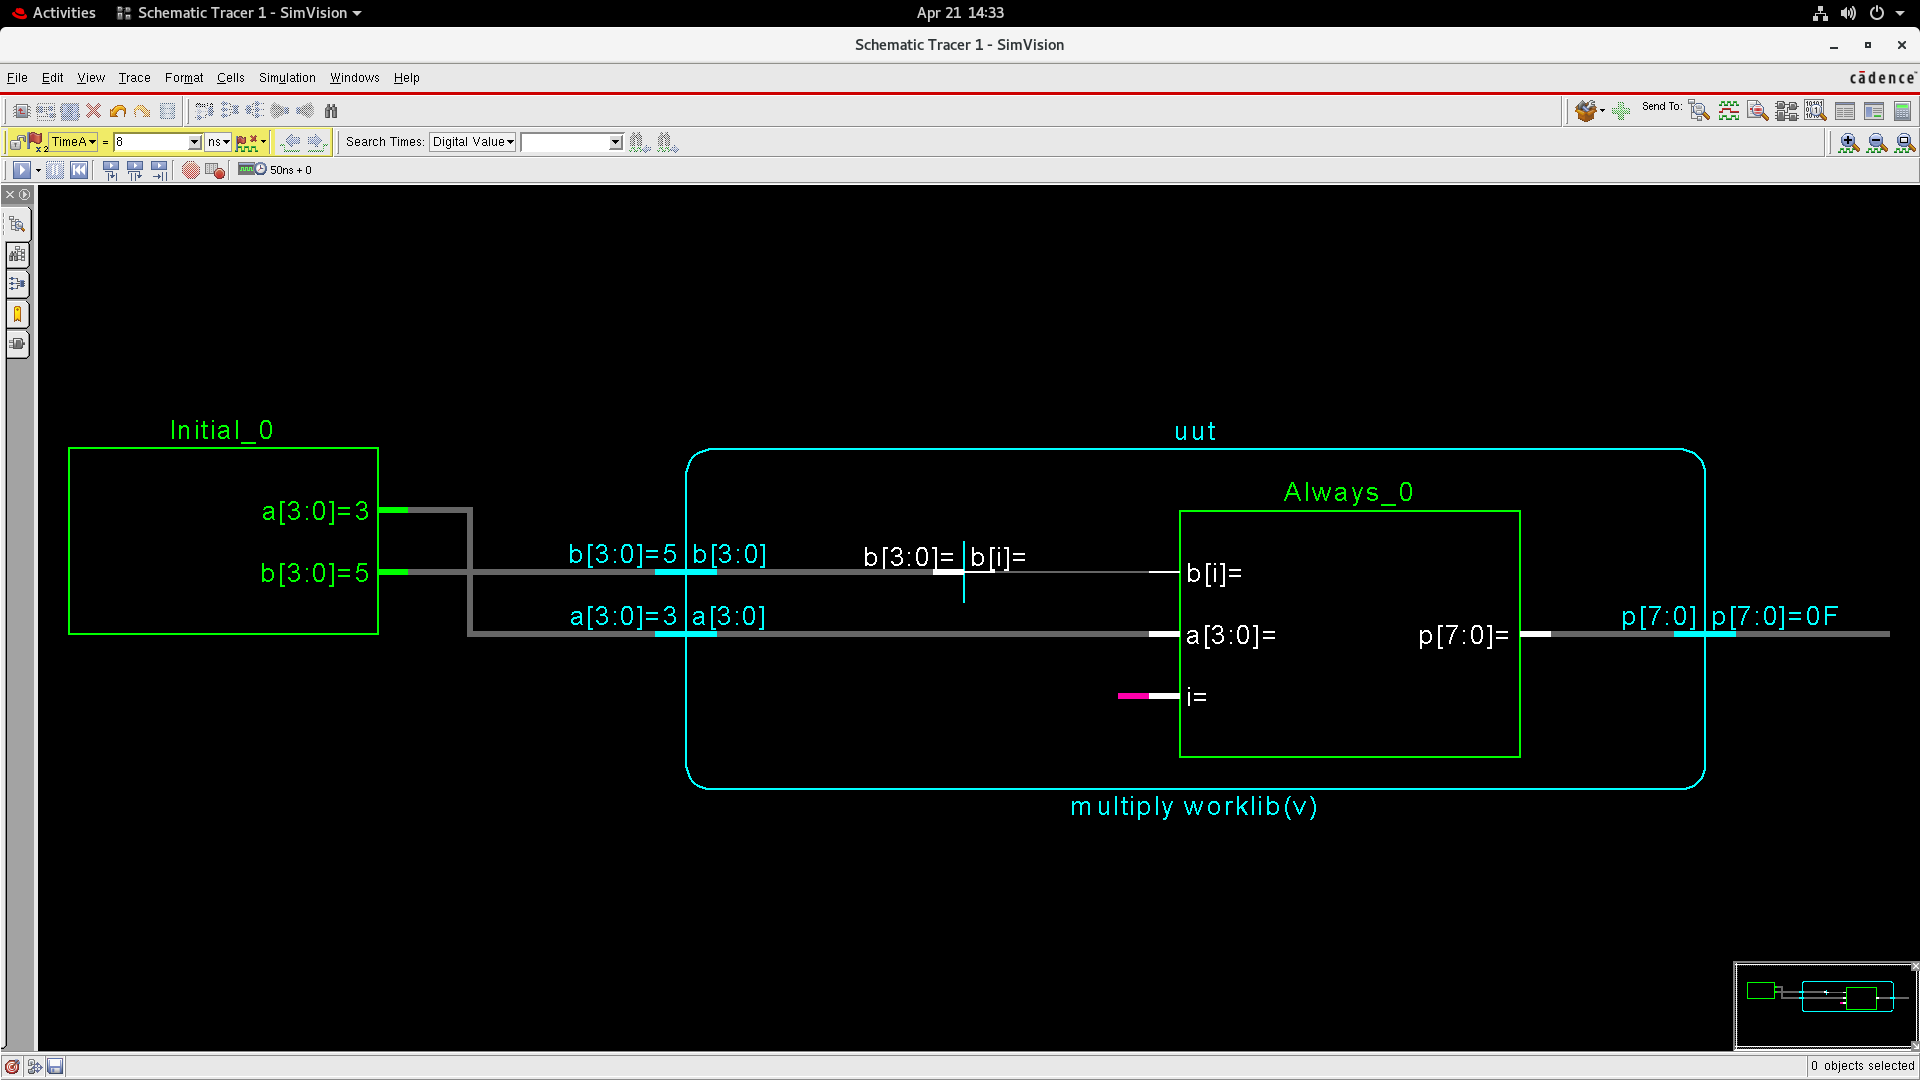 Activities
Schematic Tracer 1 - SimVision
Apr 21 14:33
Schematic Tracer 1 - SimVision
File Edit View Trace Format Cells Simulation Windows Help
cādence
Send To:
TimeA = 8 ns
Search Times: Digital Value
50ns + 0
Initial_0
a[3:0]=3
b[3:0]=5
uut
Always_0
b[3:0]=5 b[3:0]
b[3:0]= b[i]=
b[i]=
a[3:0]=3 a[3:0]
a[3:0]=
p[7:0]=
p[7:0] p[7:0]=0F
i=
multiply worklib(v)
0 objects selected